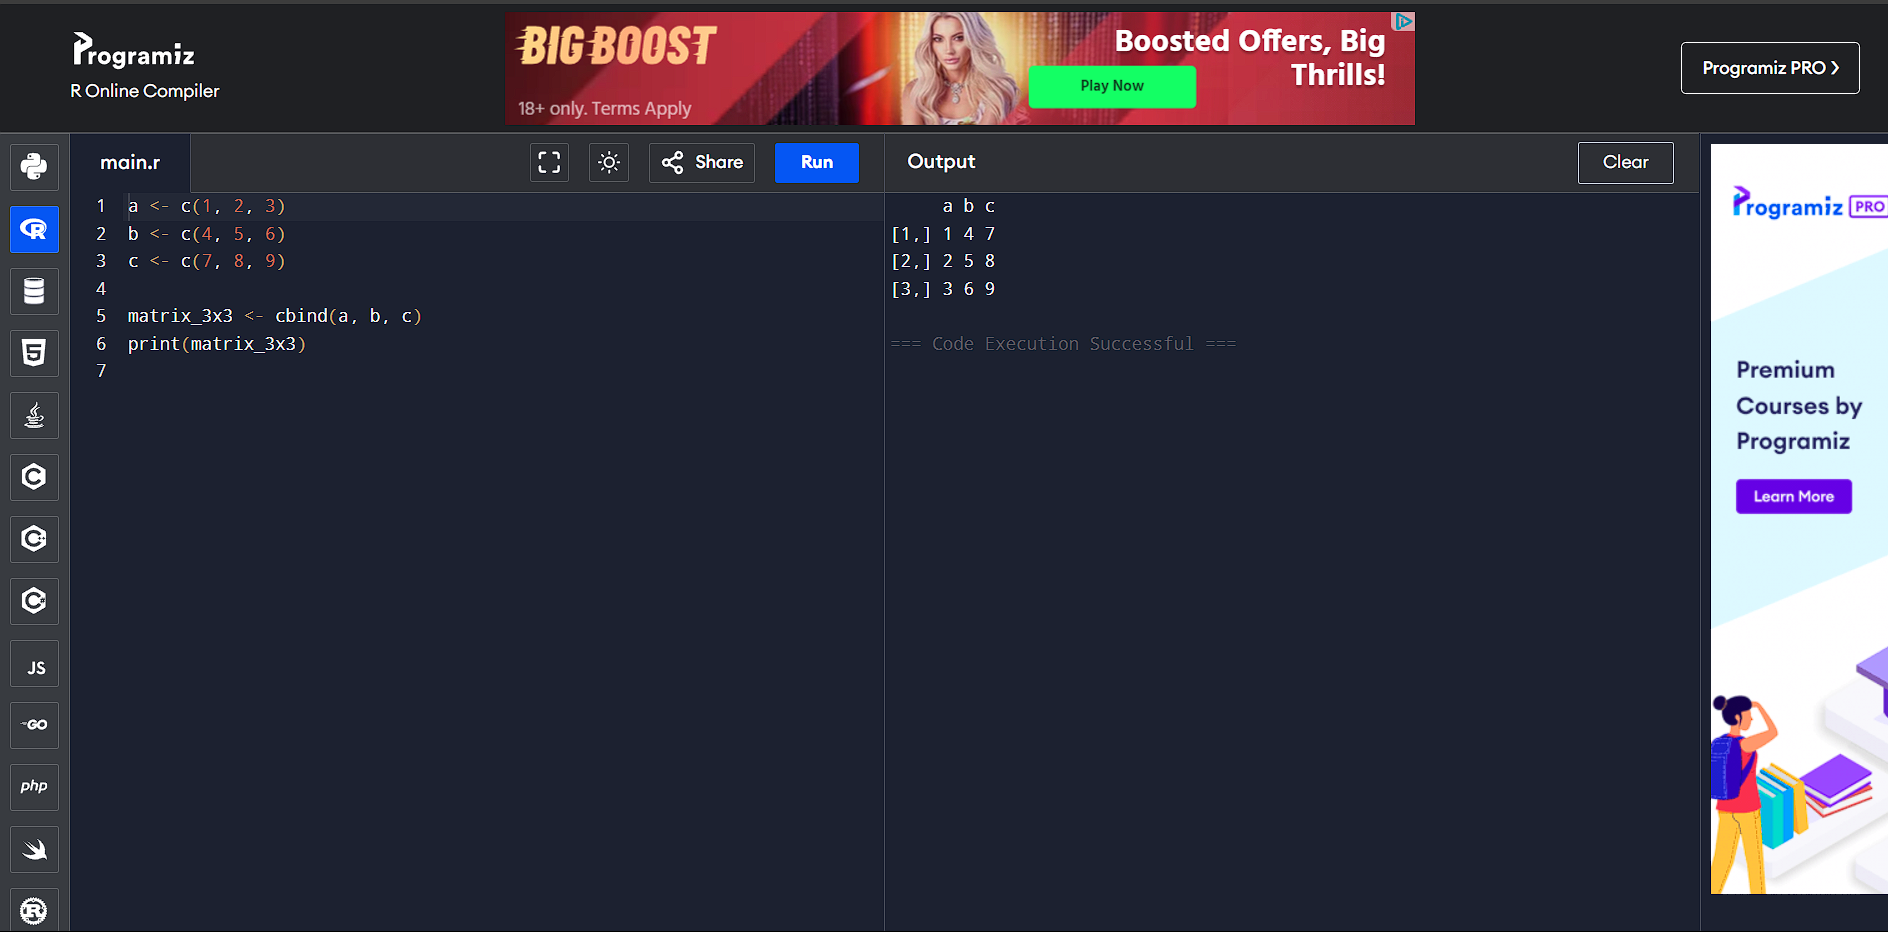 Programiz
R Online Compiler
BIG BOOST
18+ only. Terms Apply
Play Now
Boosted Offers, Big
Thrills!
Programiz PRO
main.r
Share
Run
Output
Clear
1 a <- c(1, 2, 3)
2 b <- c(4, 5, 6)
3 c <- c(7, 8, 9)
4
5 matrix_3x3 <- cbind(a, b, c)
6 print(matrix_3x3)
7
a b c
[1,] 1 4 7
[2,] 2 5 8
[3,] 3 6 9
=== Code Execution Successful ===
R
5
C
C++
C#
JS
GO
php
R
Programiz PRO
Premium
Courses by
Programiz
Learn More